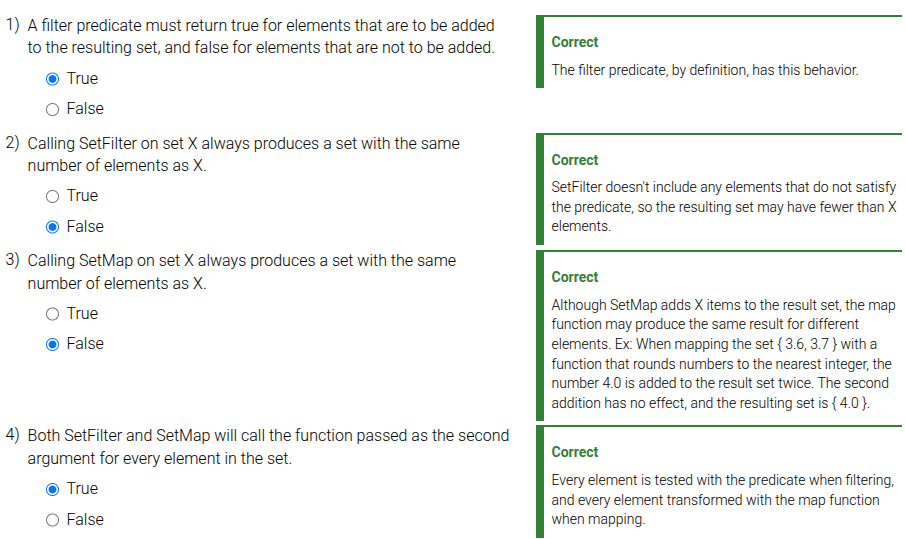 1) A filter predicate must return true for elements that are to be added
to the resulting set, and false for elements that are not to be added.
True
False
Correct
The filter predicate, by definition, has this behavior.
2) Calling SetFilter on set X always produces a set with the same
number of elements as X.
True
False
Correct
SetFilter doesn't include any elements that do not satisfy
the predicate, so the resulting set may have fewer than X
elements.
3) Calling SetMap on set X always produces a set with the same
number of elements as X.
True
False
Correct
Although SetMap adds X items to the result set, the map
function may produce the same result for different
elements. Ex: When mapping the set { 3.6, 3.7 } with a
function that rounds numbers to the nearest integer, the
number 4.0 is added to the result set twice. The second
addition has no effect, and the resulting set is { 4.0 }.
4) Both SetFilter and SetMap will call the function passed as the second
argument for every element in the set.
True
False
Correct
Every element is tested with the predicate when filtering,
and every element transformed with the map function
when mapping.